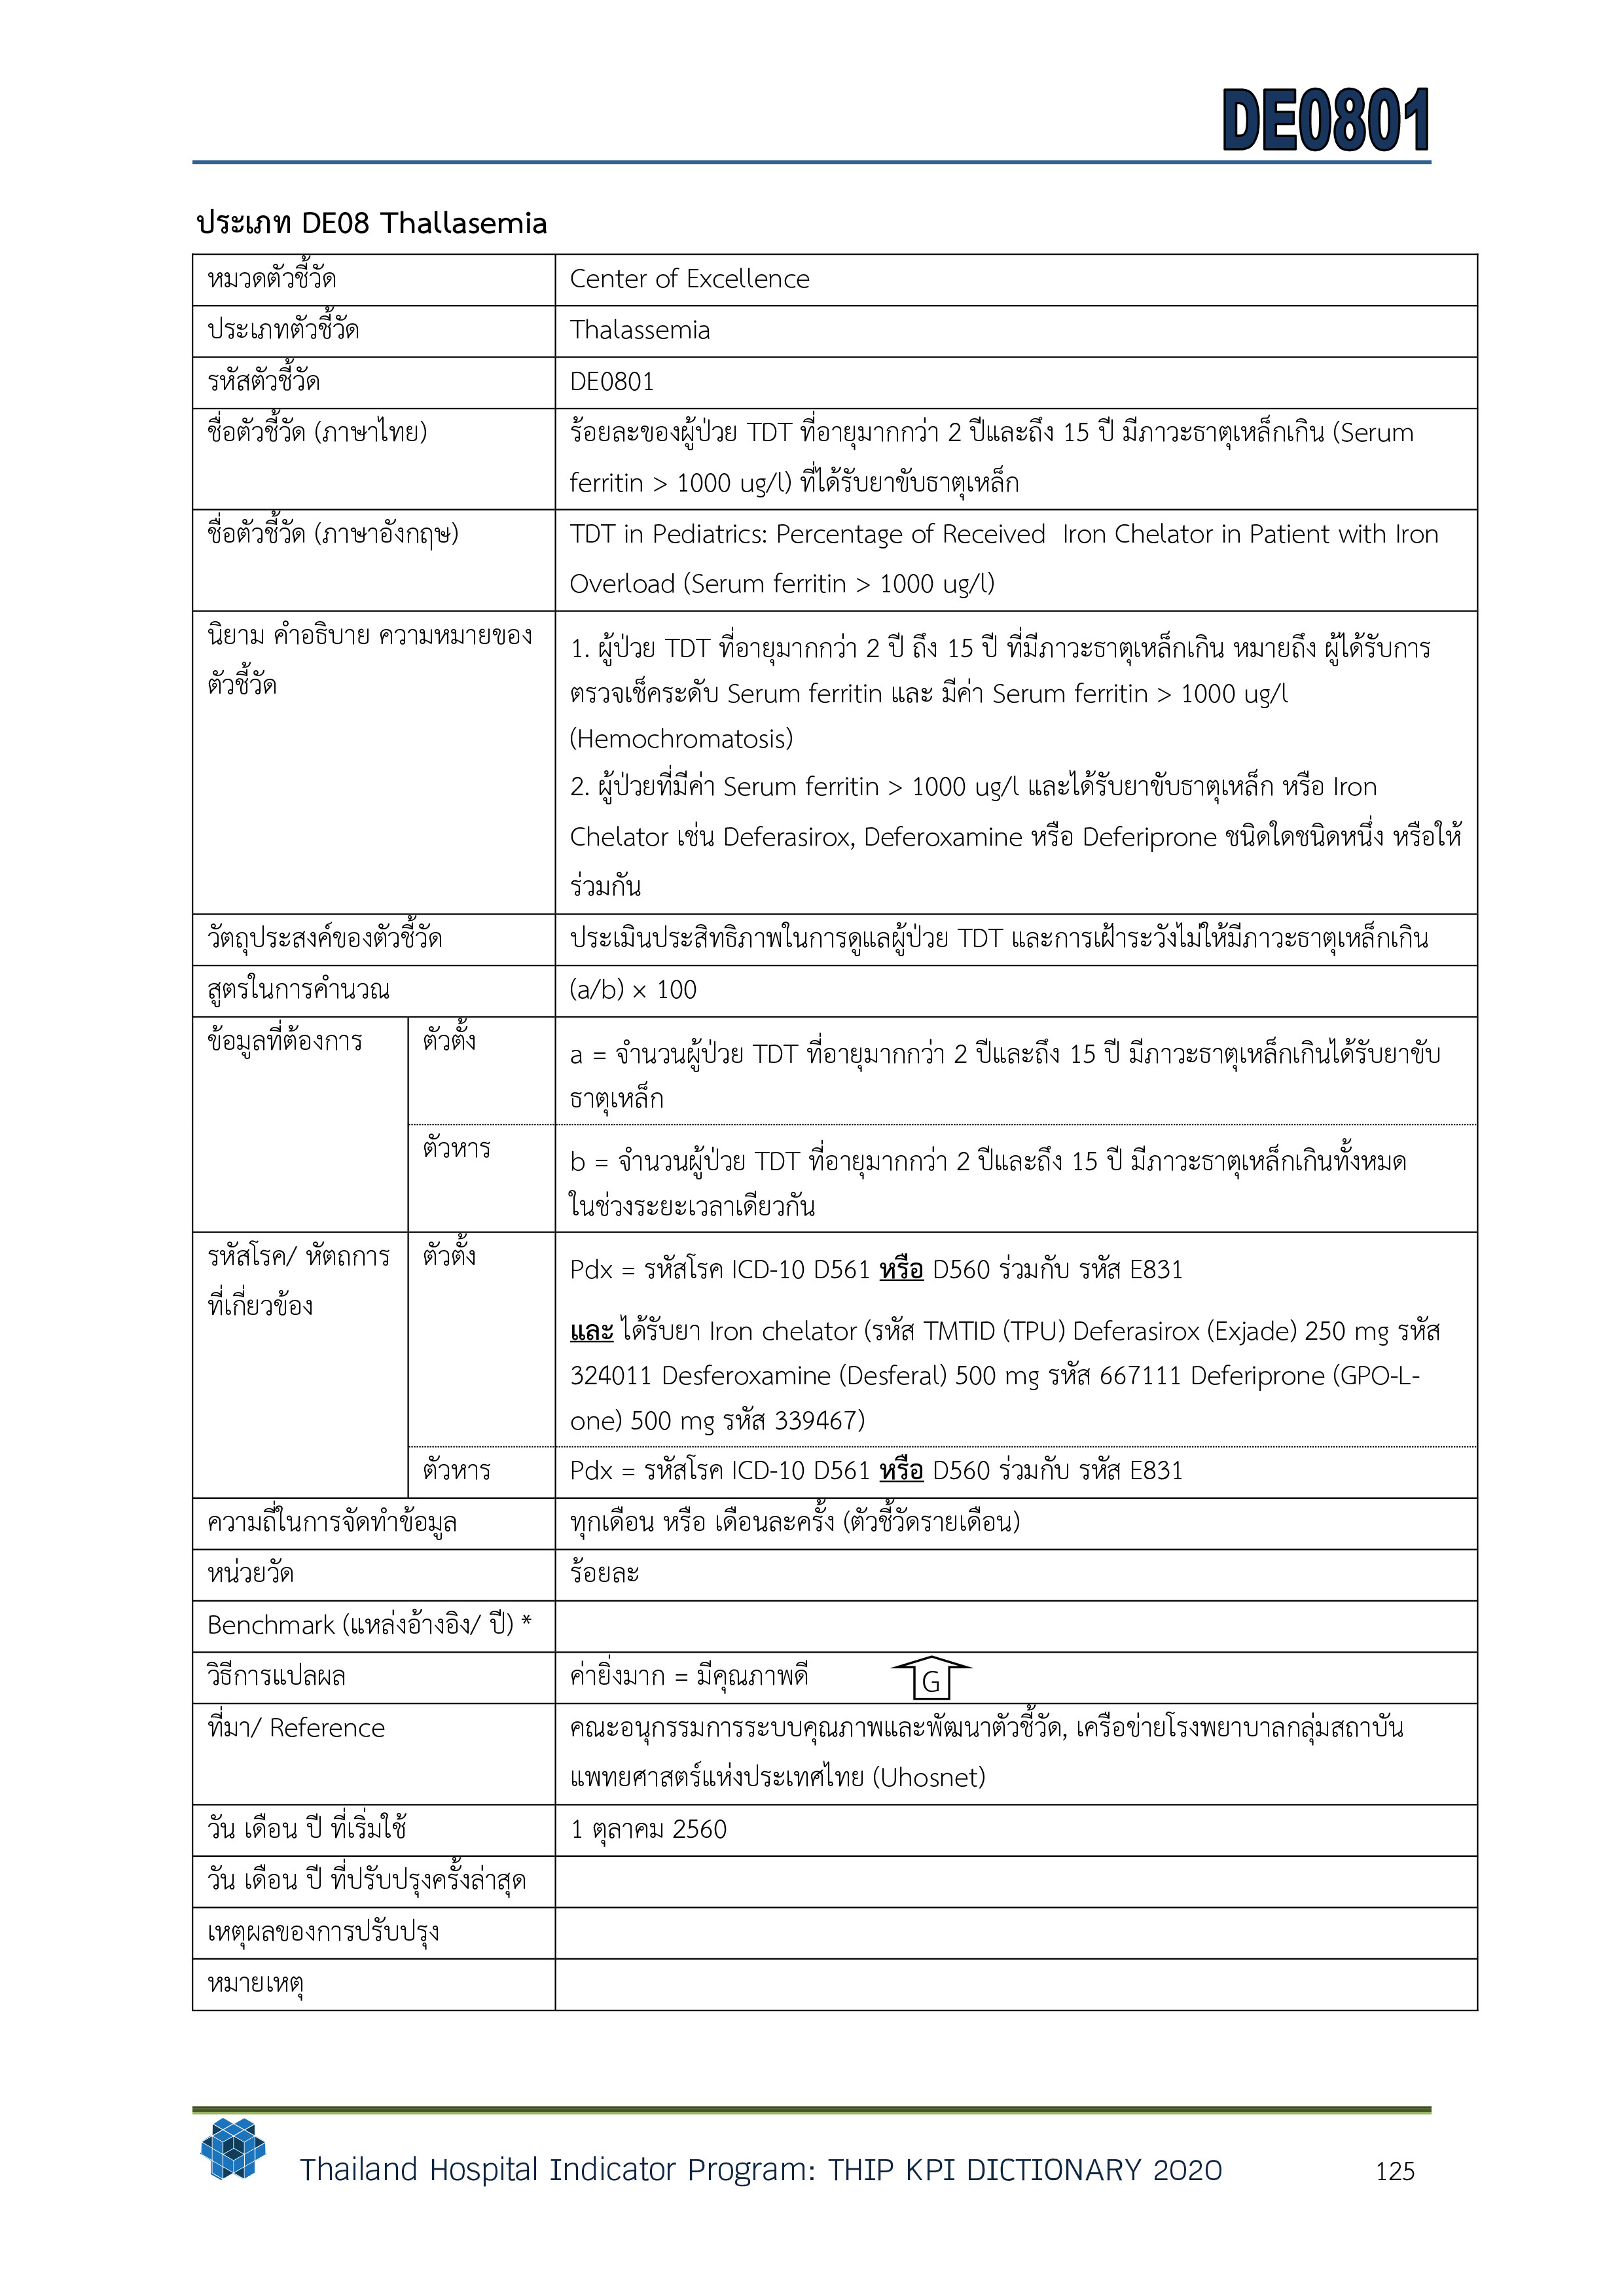 DE0801
ประเภท DE08 Thallasemia
หมวดตัวชี้วัด Center of Excellence
ประเภทตัวชี้วัด Thalassemia
รหัสตัวชี้วัด DE0801
ชื่อตัวชี้วัด (ภาษาไทย) ร้อยละของผู้ป่วย TDT ที่อายุมากกว่า 2 ปีและถึง 15 ปี มีภาวะธาตุเหล็กเกิน (Serum
ferritin > 1000 ug/l) ที่ได้รับยาขับธาตุเหล็ก
ชื่อตัวชี้วัด (ภาษาอังกฤษ) TDT in Pediatrics: Percentage of Received Iron Chelator in Patient with Iron
Overload (Serum ferritin > 1000 ug/l)
นิยาม คำอธิบาย ความหมายของ
ตัวชี้วัด
1. ผู้ป่วย TDT ที่อายุมากกว่า 2 ปี ถึง 15 ปี ที่มีภาวะธาตุเหล็กเกิน หมายถึง ผู้ได้รับการ
ตรวจเช็คระดับ Serum ferritin และ มีค่า Serum ferritin > 1000 ug/l
(Hemochromatosis)
2. ผู้ป่วยที่มีค่า Serum ferritin > 1000 ug/l และได้รับยาขับธาตุเหล็ก หรือ Iron
Chelator เช่น Deferasirox, Deferoxamine หรือ Deferiprone ชนิดใดชนิดหนึ่ง หรือให้
ร่วมกัน
วัตถุประสงค์ของตัวชี้วัด ประเมินประสิทธิภาพในการดูแลผู้ป่วย TDT และการเฝ้าระวังไม่ให้มีภาวะธาตุเหล็กเกิน
สูตรในการคำนวณ (a/b) × 100
ข้อมูลที่ต้องการ ตัวตั้ง a = จำนวนผู้ป่วย TDT ที่อายุมากกว่า 2 ปีและถึง 15 ปี มีภาวะธาตุเหล็กเกินได้รับยาขับ
ธาตุเหล็ก
ตัวหาร b = จำนวนผู้ป่วย TDT ที่อายุมากกว่า 2 ปีและถึง 15 ปี มีภาวะธาตุเหล็กเกินทั้งหมด
ในช่วงระยะเวลาเดียวกัน
รหัสโรค/ หัตถการ
ที่เกี่ยวข้อง
ตัวตั้ง Pdx = รหัสโรค ICD-10 D561 หรือ D560 ร่วมกับ รหัส E831
และ ได้รับยา Iron chelator (รหัส TMTID (TPU) Deferasirox (Exjade) 250 mg รหัส
324011 Desferoxamine (Desferal) 500 mg รหัส 667111 Deferiprone (GPO-L-
one) 500 mg รหัส 339467)
ตัวหาร Pdx = รหัสโรค ICD-10 D561 หรือ D560 ร่วมกับ รหัส E831
ความถี่ในการจัดทำข้อมูล ทุกเดือน หรือ เดือนละครั้ง (ตัวชี้วัดรายเดือน)
หน่วยวัด ร้อยละ
Benchmark (แหล่งอ้างอิง/ ปี) *
วิธีการแปลผล ค่ายิ่งมาก = มีคุณภาพดี G
ที่มา/ Reference คณะอนุกรรมการระบบคุณภาพและพัฒนาตัวชี้วัด, เครือข่ายโรงพยาบาลกลุ่มสถาบัน
แพทยศาสตร์แห่งประเทศไทย (Uhosnet)
วัน เดือน ปี ที่เริ่มใช้ 1 ตุลาคม 2560
วัน เดือน ปี ที่ปรับปรุงครั้งล่าสุด
เหตุผลของการปรับปรุง
หมายเหตุ
Thailand Hospital Indicator Program: THIP KPI DICTIONARY 2020 125